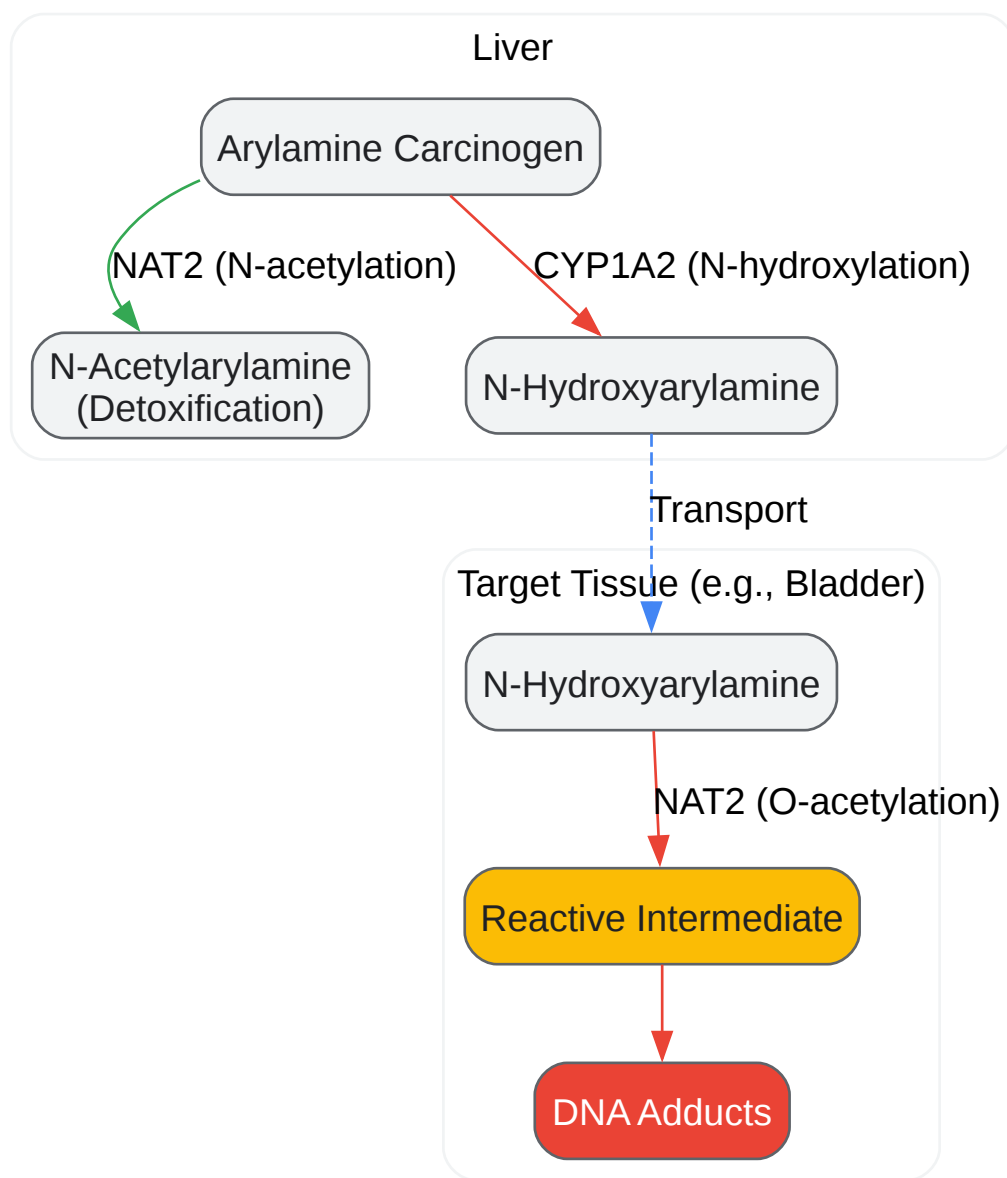 Liver
Arylamine Carcinogen
NAT2 (N-acetylation)
CYP1A2 (N-hydroxylation)
N-Acetylarylamine
(Detoxification)
N-Hydroxyarylamine
Transport
Target Tissue (e.g., Bladder)
N-Hydroxyarylamine
NAT2 (O-acetylation)
Reactive Intermediate
DNA Adducts